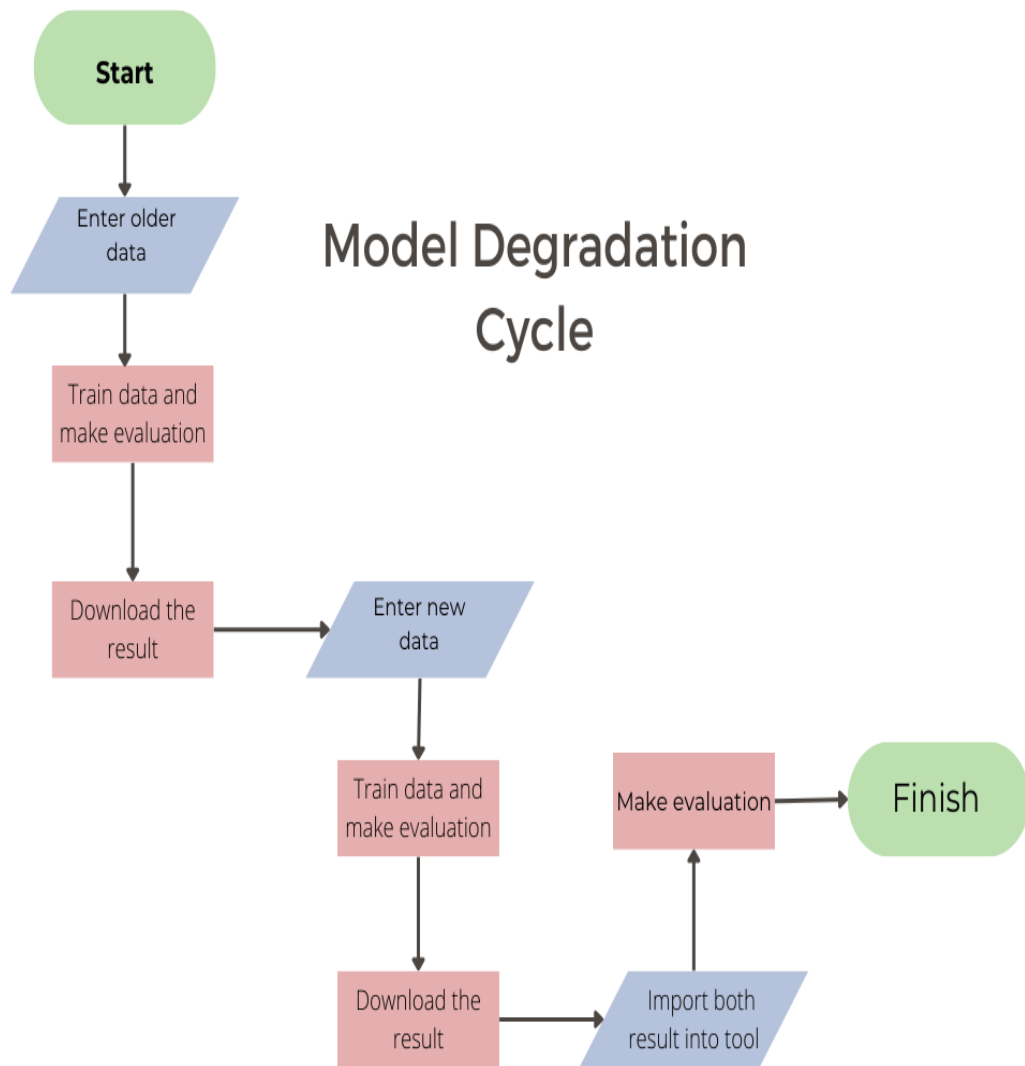 Start
Enter older
data
Model Degradation
Cycle
Train data and
make evaluation
Download the
result
Enter new
data
Train data and
make evaluation
Make evaluation
Finish
Download the
result
Import both
result into tool